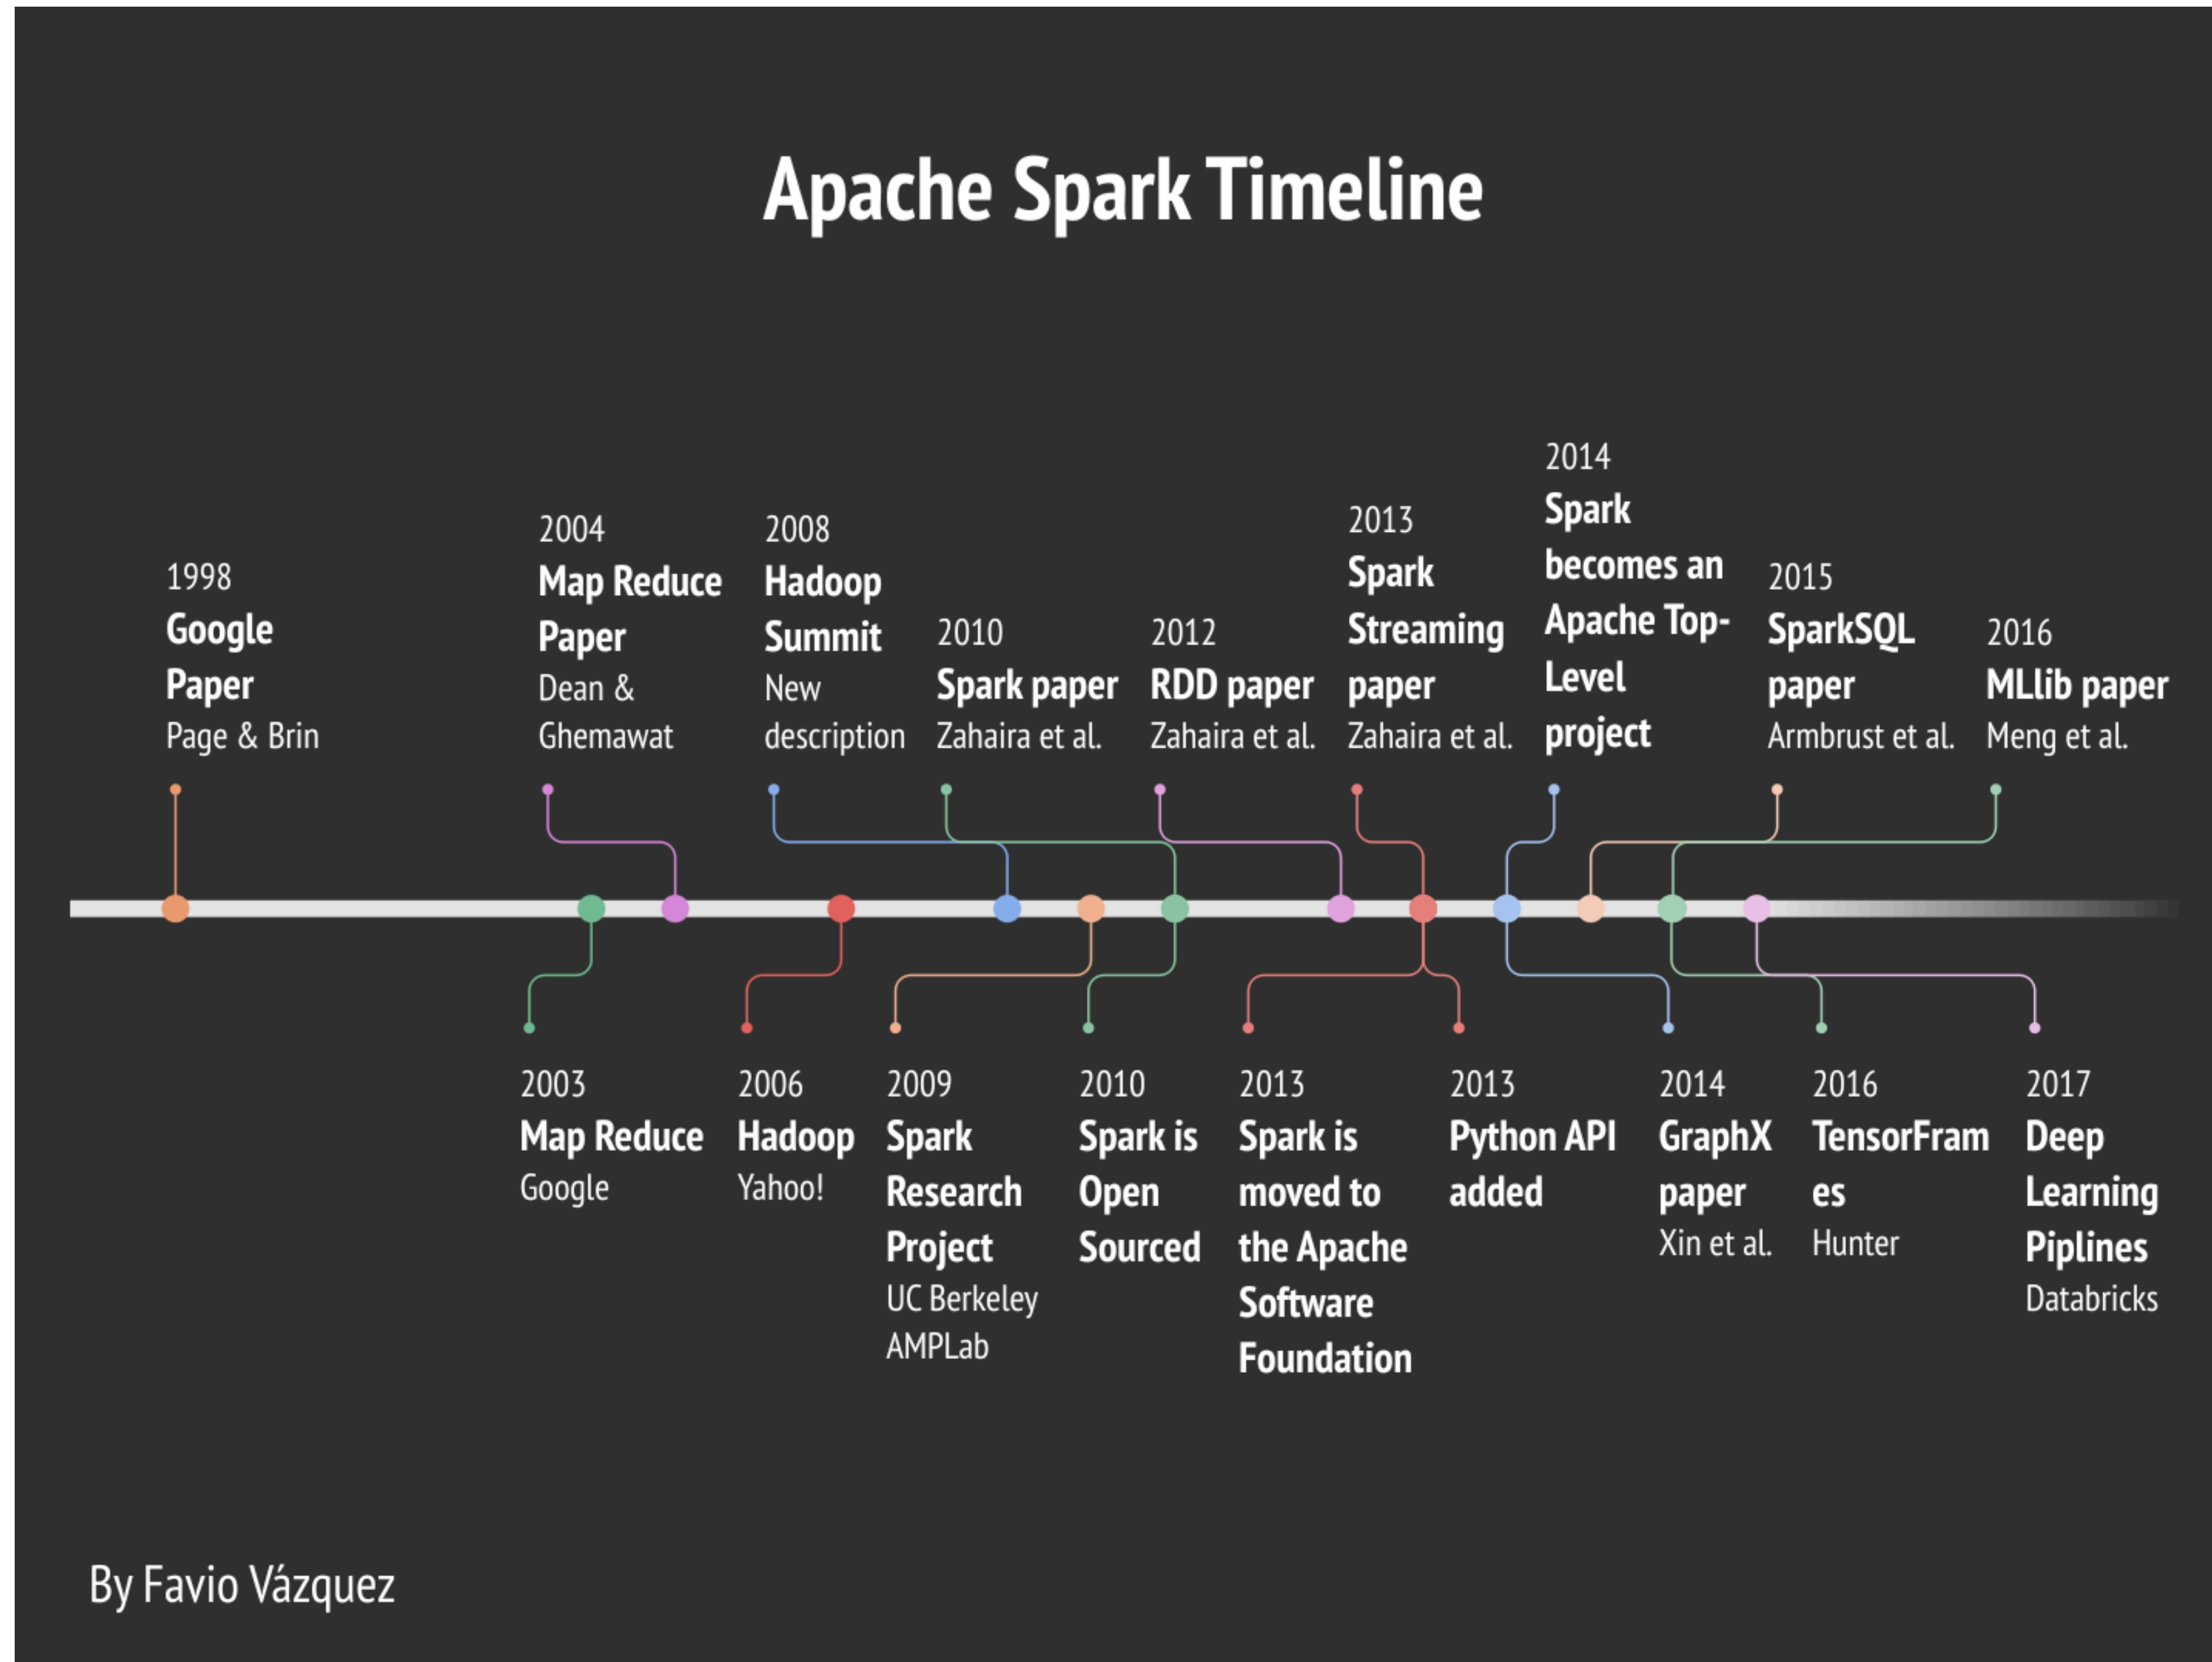 Apache Spark Timeline
1998
Google
Paper
Page & Brin
2004
Map Reduce
Paper
Dean &
Ghemawat
2008
Hadoop
Summit
New
description
2010
Spark paper
Zahaira et al.
2012
RDD paper
Zahaira et al.
2013
Spark
Streaming
paper
Zahaira et al.
2014
Spark
becomes an
Apache Top-
Level
project
2015
SparkSQL
paper
Armbrust et al.
2016
MLlib paper
Meng et al.
2003
Map Reduce
Google
2006
Hadoop
Yahoo!
2009
Spark
Research
Project
UC Berkeley
AMPLab
2010
Spark is
Open
Sourced
2013
Spark is
moved to
the Apache
Software
Foundation
2013
Python API
added
2014
GraphX
paper
Xin et al.
2016
TensorFram
es
Hunter
2017
Deep
Learning
Piplines
Databricks
By Favio Vázquez